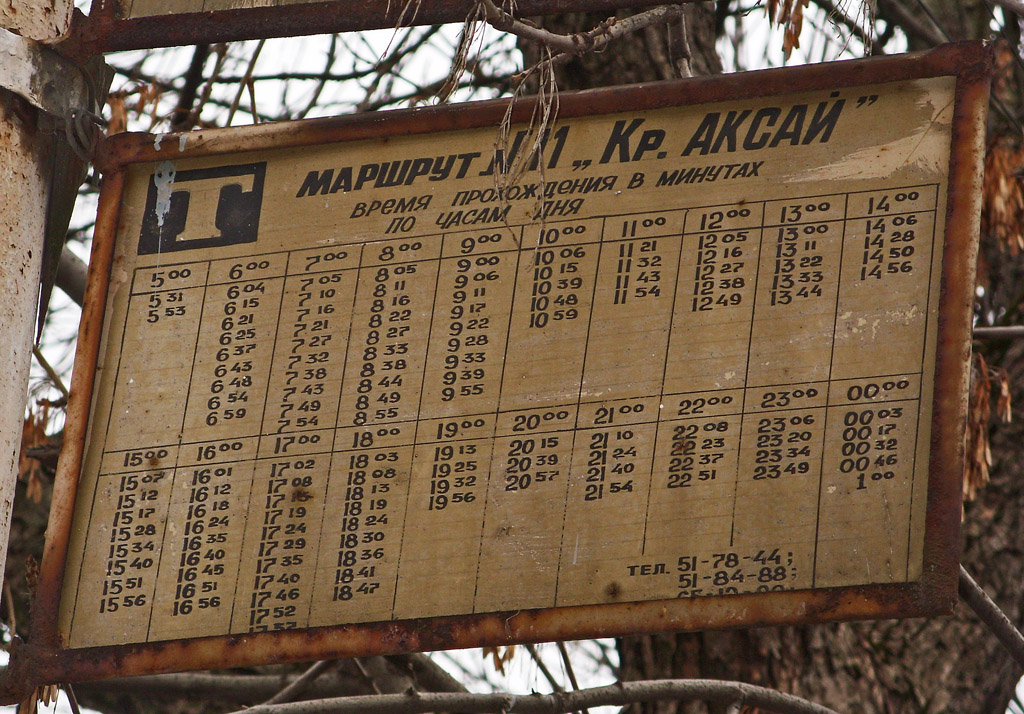 Т
МАРШРУТ №11 „Кр. АКСАЙ”
ВРЕМЯ ПРОХОЖДЕНИЯ В МИНУТАХ
ПО ЧАСАМ ДНЯ
5 00 6 00 7 00 8 00 9 00 10 00 11 00 12 00 13 00 14 00
5 31 6 04 7 05 8 05 9 00 10 06 11 21 12 05 13 00 14 06
5 53 6 15 7 10 8 11 9 06 10 15 11 32 12 16 13 11 14 28
6 21 7 16 8 16 9 11 10 39 11 43 12 27 13 22 14 50
6 25 7 21 8 22 9 17 10 48 11 54 12 38 13 33 14 56
6 37 7 27 8 27 9 22 10 59 12 49 13 44
6 43 7 32 8 33 9 28
6 48 7 38 8 38 9 33
6 54 7 43 8 44 9 39
6 59 7 49 8 55 9 55
7 54
15 00 16 00 17 00 18 00 19 00 20 00 21 00 22 00 23 00 00 00
15 07 16 01 17 02 18 03 19 13 20 15 21 10 22 08 23 06 00 03
15 12 16 12 17 08 18 08 19 25 20 39 21 24 22 23 23 20 00 17
15 17 16 18 17 18 13 19 32 20 57 21 40 22 37 23 34 00 32
15 28 16 24 17 19 18 19 19 56 21 54 22 51 23 49 00 46
15 34 16 35 17 24 18 24 1 00
15 40 16 40 17 29 18 30
15 51 16 45 17 35 18 36
15 56 16 51 17 40 18 41
16 56 17 46 18 47
17 52
ТЕЛ. 51-78-44;
51-84-88;